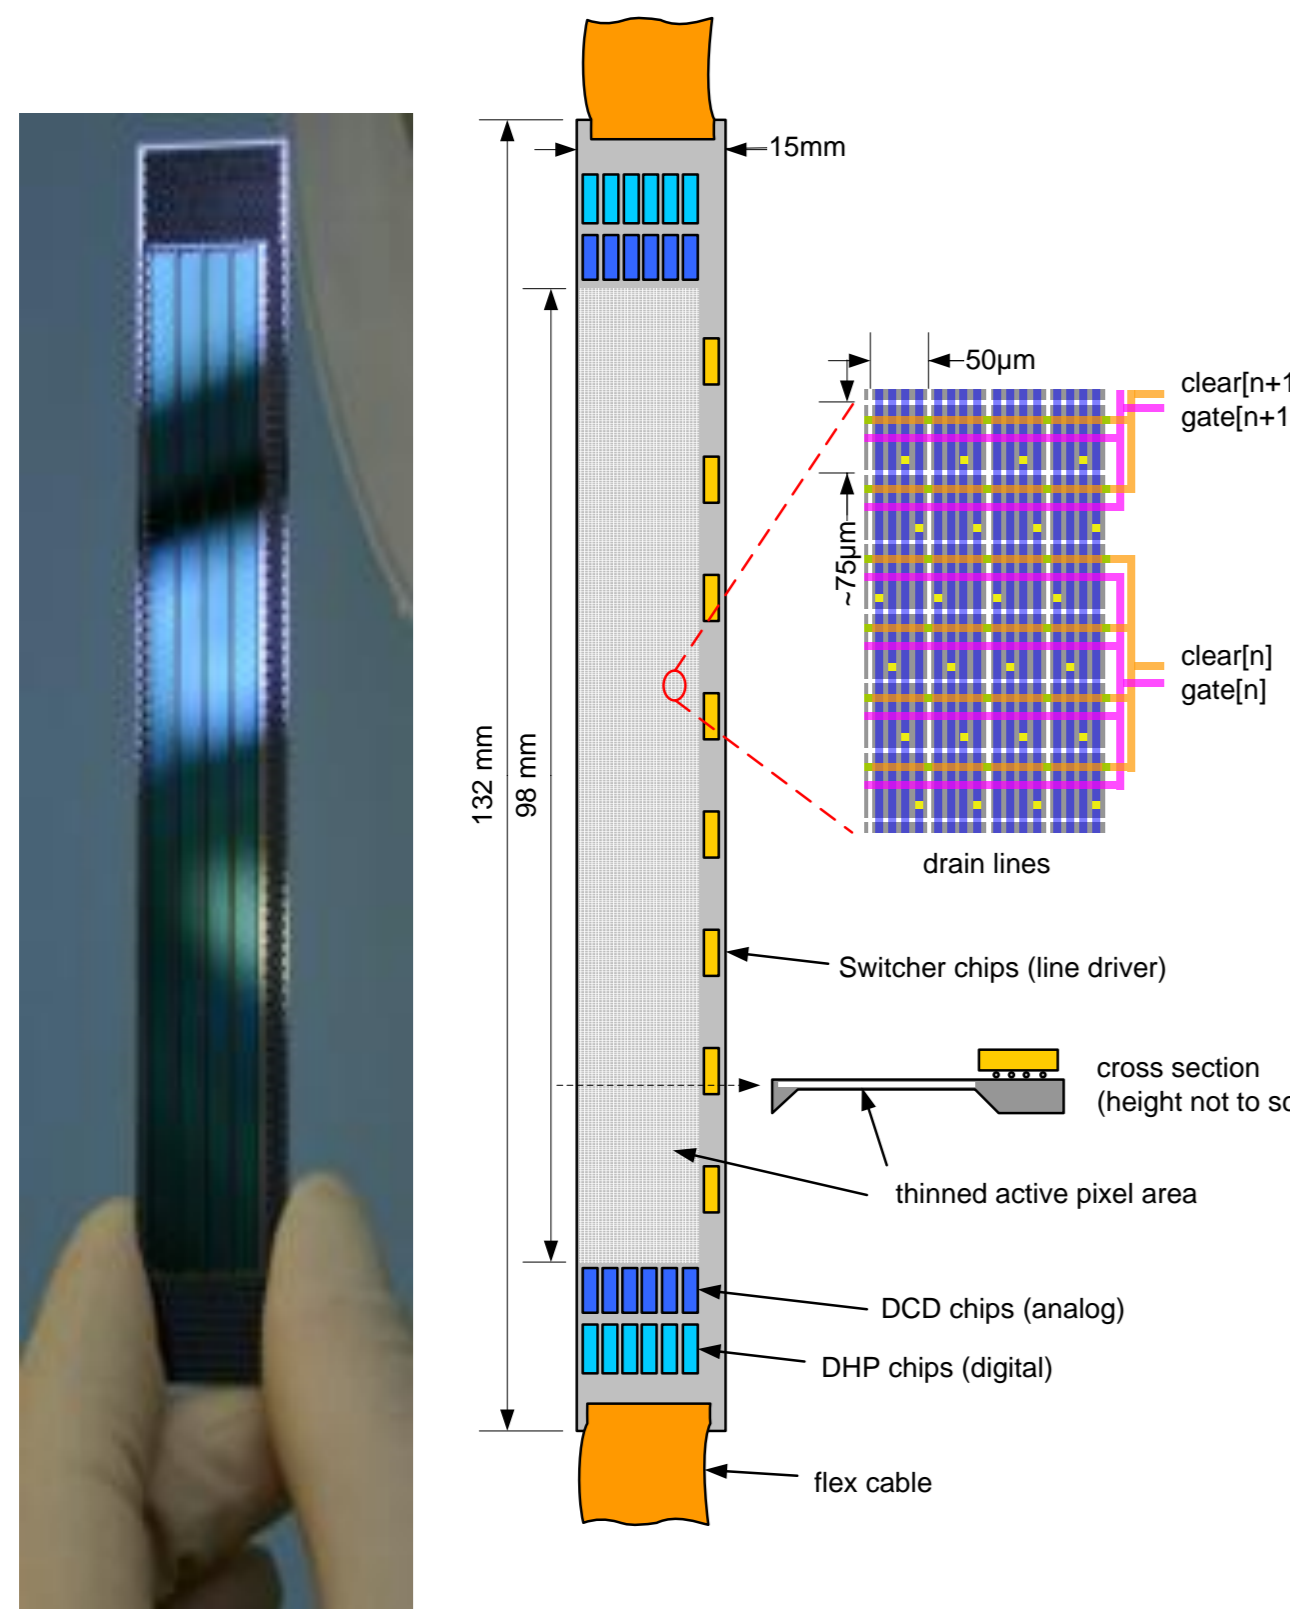 15mm
50µm
clear[n+1
gate[n+1
~75µm
clear[n]
gate[n]
132 mm
98 mm
drain lines
Switcher chips (line driver)
cross section
(height not to sc
thinned active pixel area
DCD chips (analog)
DHP chips (digital)
flex cable